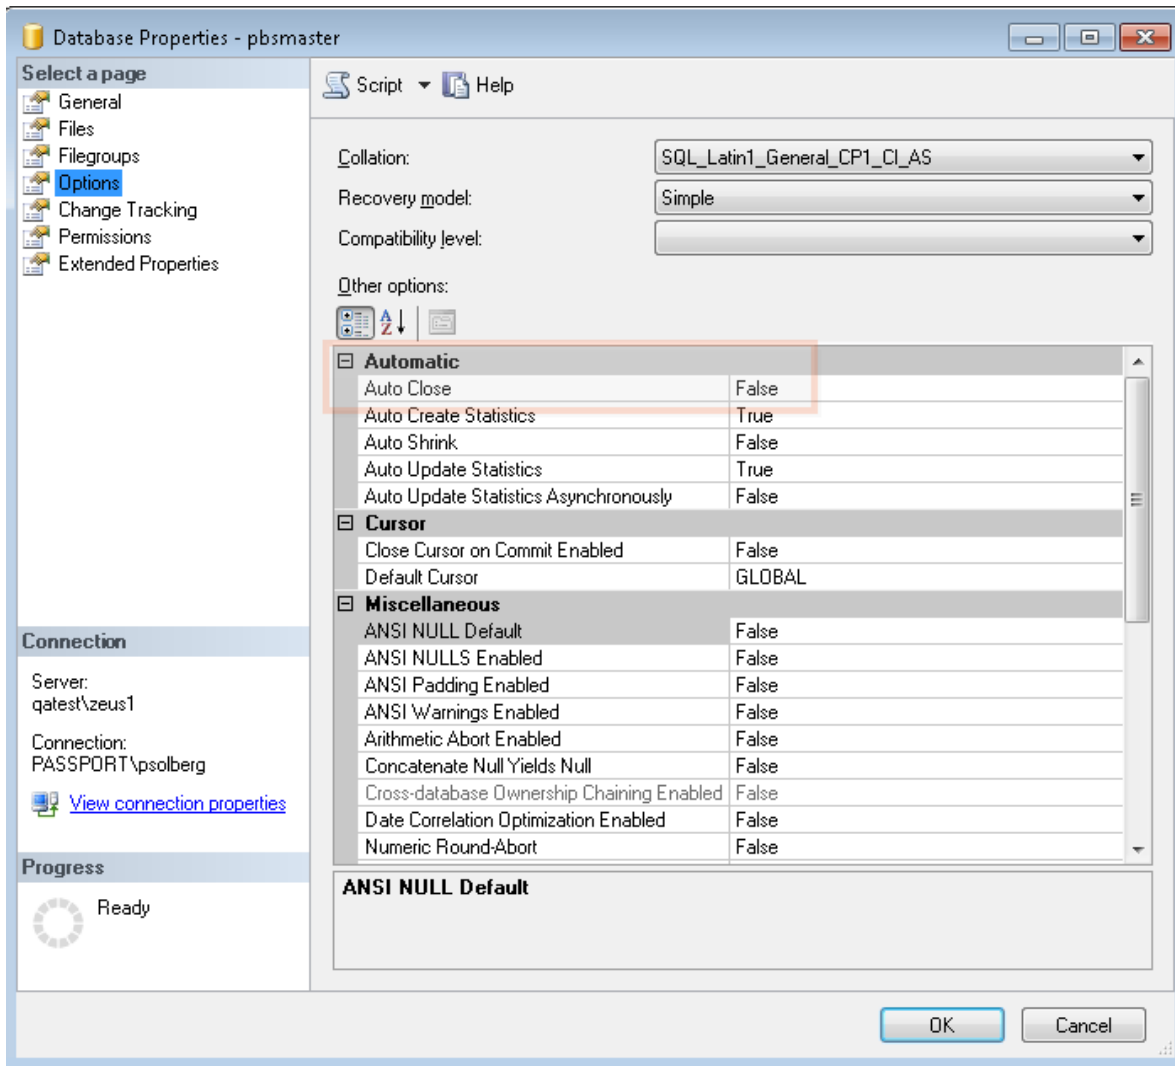 Database Properties - pbsmaster
Select a page
General
Files
Filegroups
Options
Change Tracking
Permissions
Extended Properties
Connection
Server:
qatest\zeus1
Connection:
PASSPORT\psolberg
View connection properties
Progress
Ready
Script Help
Collation: SQL_Latin1_General_CP1_CI_AS
Recovery model: Simple
Compatibility level:
Other options:
A
Z
Automatic
Auto Close False
Auto Create Statistics True
Auto Shrink False
Auto Update Statistics True
Auto Update Statistics Asynchronously False
Cursor
Close Cursor on Commit Enabled False
Default Cursor GLOBAL
Miscellaneous
ANSI NULL Default False
ANSI NULLS Enabled False
ANSI Padding Enabled False
ANSI Warnings Enabled False
Arithmetic Abort Enabled False
Concatenate Null Yields Null False
Cross-database Ownership Chaining Enabled False
Date Correlation Optimization Enabled False
Numeric Round-Abort False
ANSI NULL Default
OK Cancel